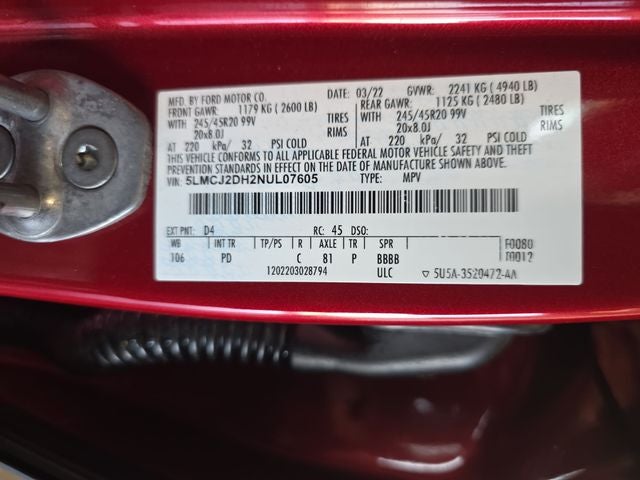 MFD. BY FORD MOTOR CO. DATE: 03/22 GVWR: 2241 KG ( 4940 LB)
FRONT GAWR: 1179 KG ( 2600 LB) REAR GAWR: 1125 KG ( 2480 LB)
WITH 245/45R20 99V TIRES WITH 245/45R20 99V TIRES
20x8.0J RIMS 20x8.0J RIMS
AT 220 kPa/ 32 PSI COLD AT 220 kPa/ 32 PSI COLD
THIS VEHICLE CONFORMS TO ALL APPLICABLE FEDERAL MOTOR VEHICLE SAFETY AND THEFT
PREVENTION STANDARDS IN EFFECT ON THE DATE OF MANUFACTURE SHOWN ABOVE.
VIN: 5LMCJ2DH2NUL07605 TYPE: MPV
EXT PNT: D4 RC: 45 DSO:
WB INT TR TP/PS R AXLE TR SPR F0080
106 PD C 81 P BBBB T0012
1202203028794 ULC ▽ 5U5A-3520472-AA